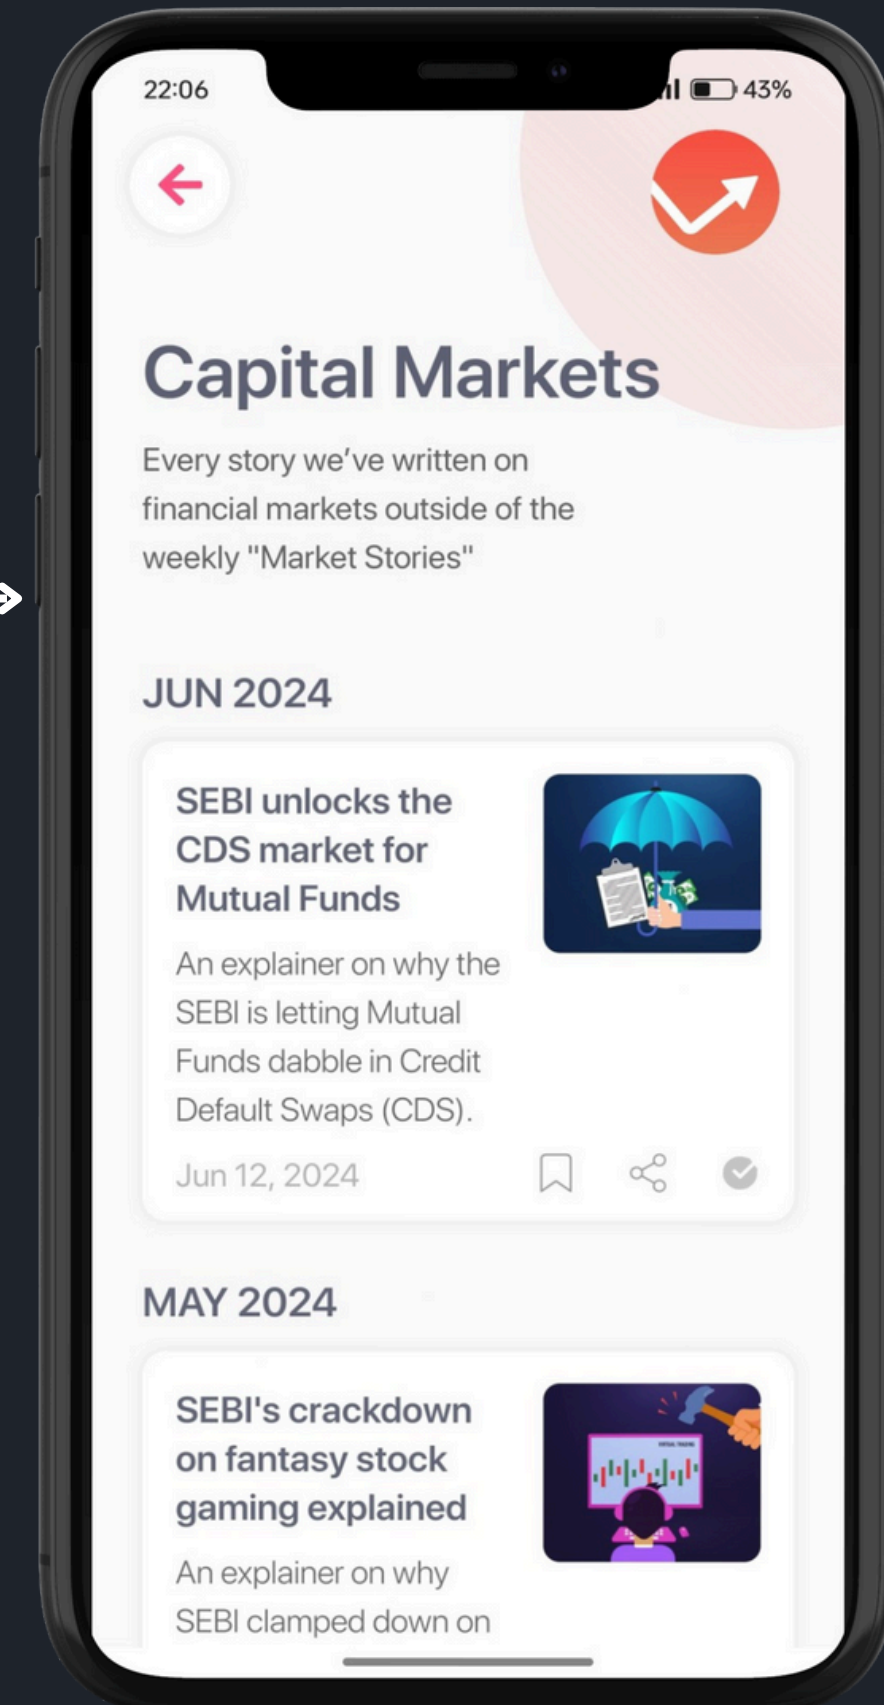 22:06
43%
Capital Markets
Every story we’ve written on
financial markets outside of the
weekly "Market Stories"
JUN 2024
SEBI unlocks the
CDS market for
Mutual Funds
An explainer on why the
SEBI is letting Mutual
Funds dabble in Credit
Default Swaps (CDS).
Jun 12, 2024
MAY 2024
SEBI's crackdown
on fantasy stock
gaming explained
VIRTUAL TRADING
An explainer on why
SEBI clamped down on